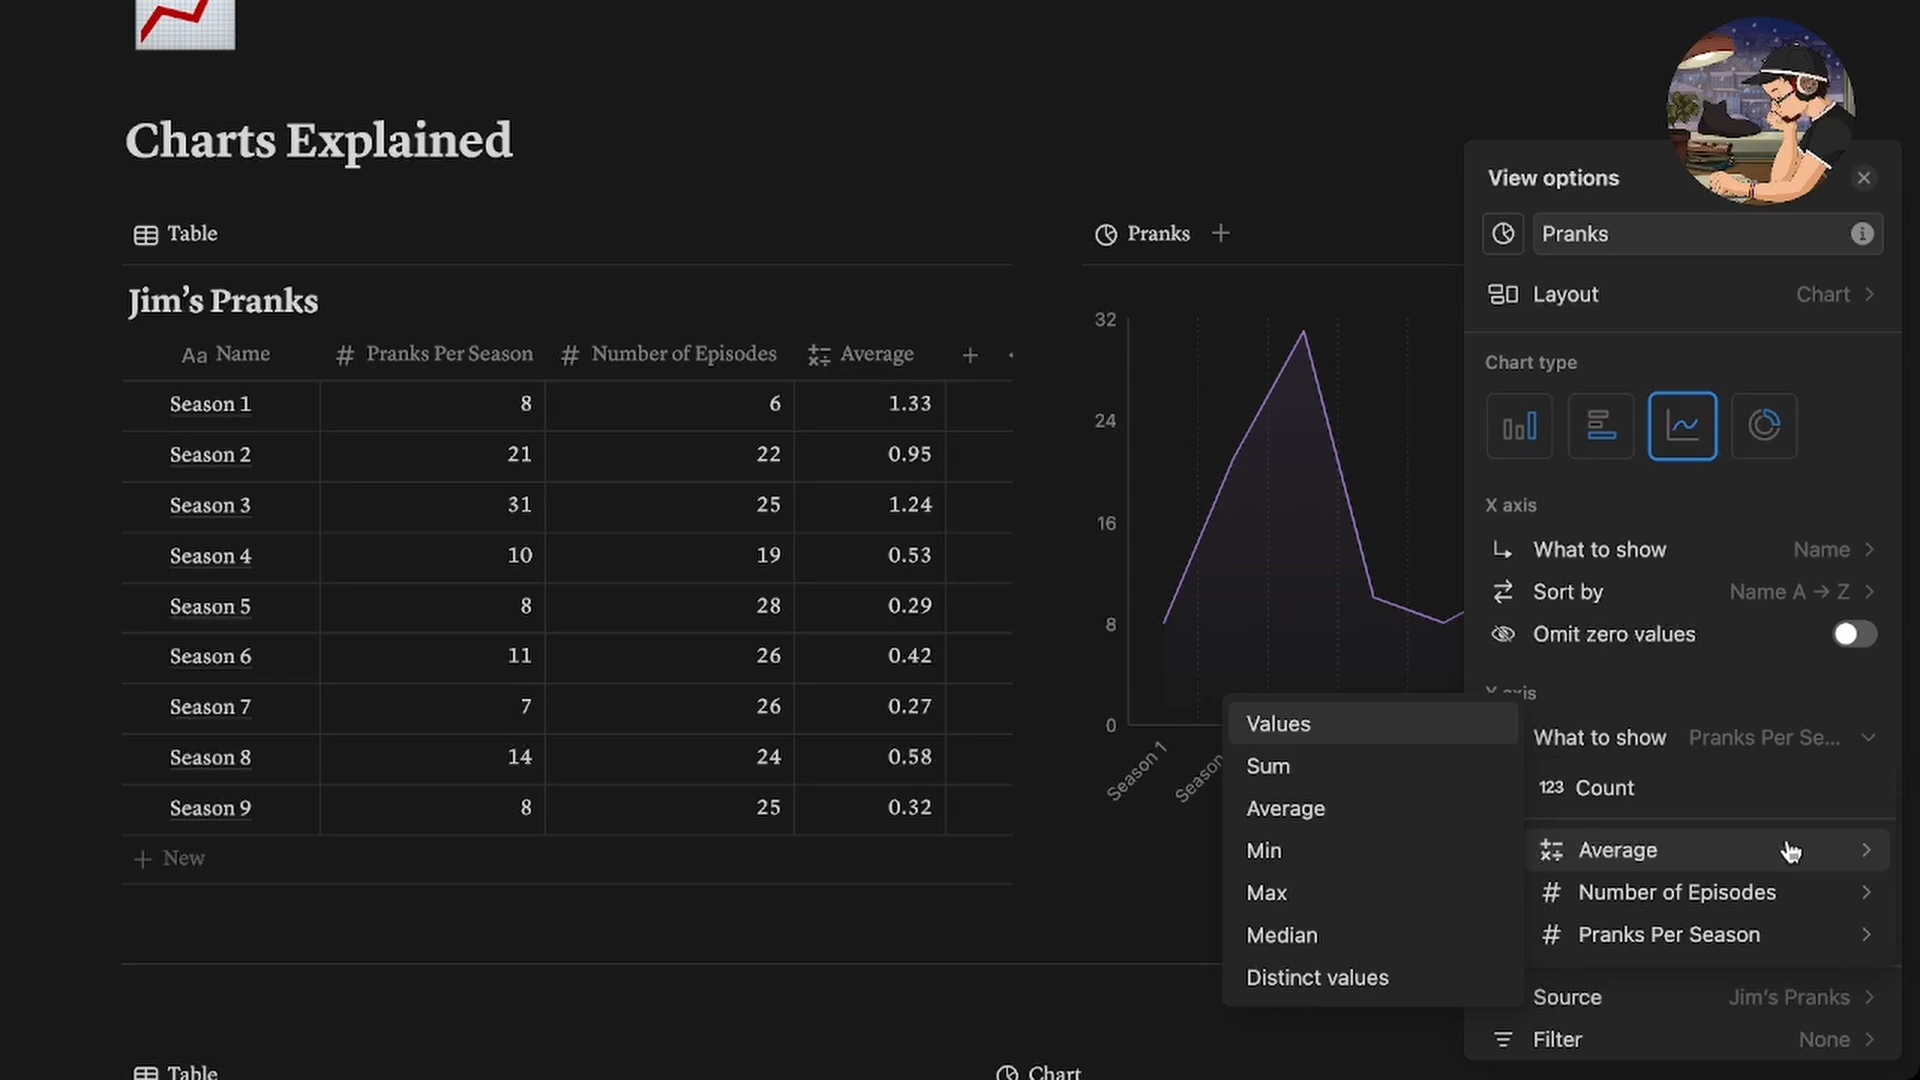 Charts Explained
Table
Jim's Pranks
Aa Name # Pranks Per Season # Number of Episodes Average +
Season 1 8 6 1.33
Season 2 21 22 0.95
Season 3 31 25 1.24
Season 4 10 19 0.53
Season 5 8 28 0.29
Season 6 11 26 0.42
Season 7 7 26 0.27
Season 8 14 24 0.58
Season 9 8 25 0.32
+ New
Table
Pranks +
32
24
16
8
0
Season 1
Season
Chart
View options
Pranks
Layout Chart
Chart type
X axis
What to show Name
Sort by Name A → Z
Omit zero values
Y axis
What to show Pranks Per Se...
123 Count
Average
# Number of Episodes
# Pranks Per Season
Source Jim's Pranks
Filter None
Values
Sum
Average
Min
Max
Median
Distinct values